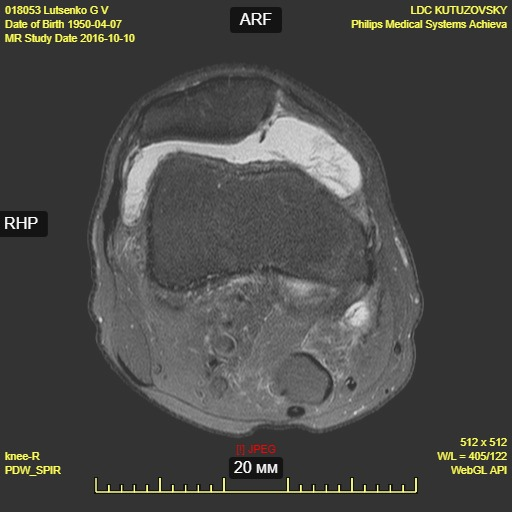 018053 Lutsenko G V
Date of Birth 1950-04-07
MR Study Date 2016-10-10
ARF
LDC KUTUZOVSKY
Philips Medical Systems Achieva
RHP
knee-R
PDW_SPIR
[l] JPEG
20 мм
512 x 512
W/L = 405/122
WebGL API